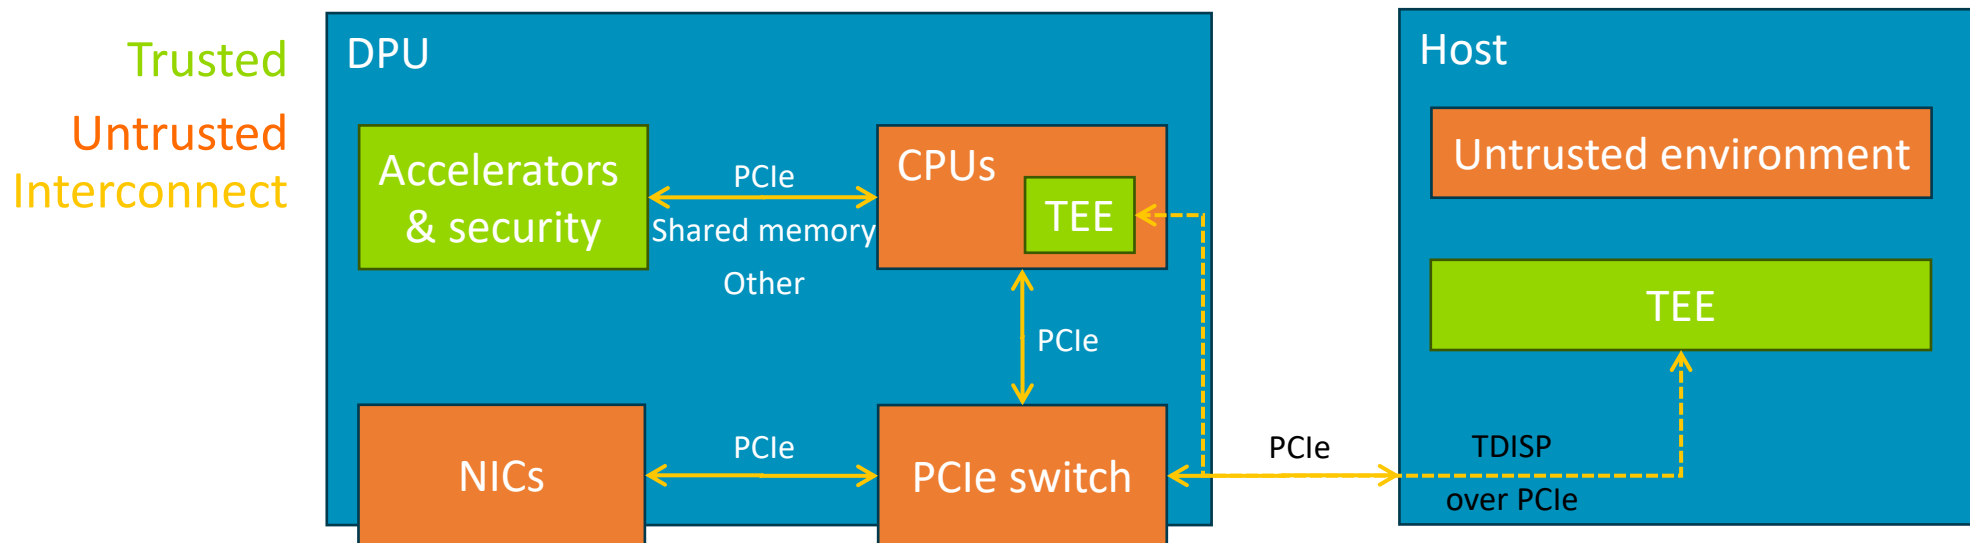 Trusted
Untrusted
Interconnect
DPU
Accelerators
& security
PCIe
Shared memory
Other
CPUs
TEE
PCIe
NICs
PCIe
PCIe switch
PCIe
Host
Untrusted environment
TEE
TDISP
over PCIe